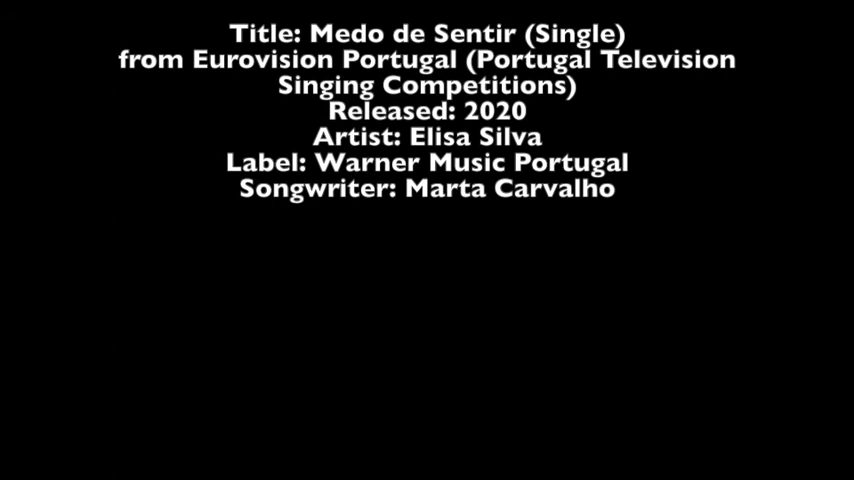 Title: Medo de Sentir (Single)
from Eurovision Portugal (Portugal Television
Singing Competitions)
Released: 2020
Artist: Elisa Silva
Label: Warner Music Portugal
Songwriter: Marta Carvalho